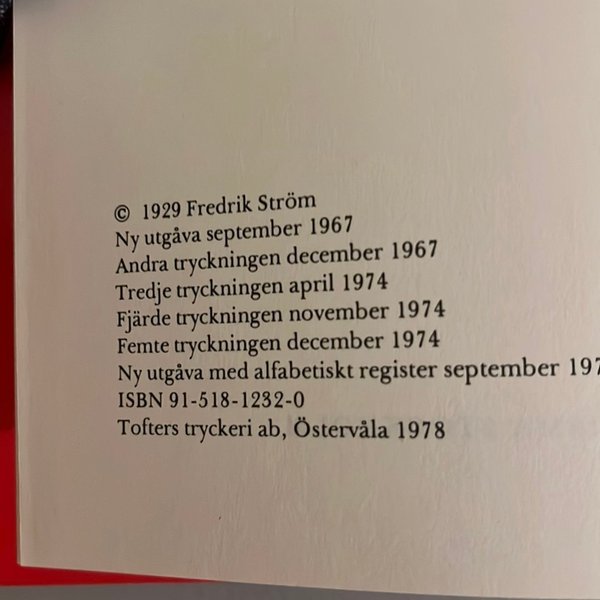 © 1929 Fredrik Ström
Ny utgåva september 1967
Andra tryckningen december 1967
Tredje tryckningen april 1974
Fjärde tryckningen november 1974
Femte tryckningen december 1974
Ny utgåva med alfabetiskt register september
ISBN 91-518-1232-0
Tofters tryckeri ab, Östervåla 1978